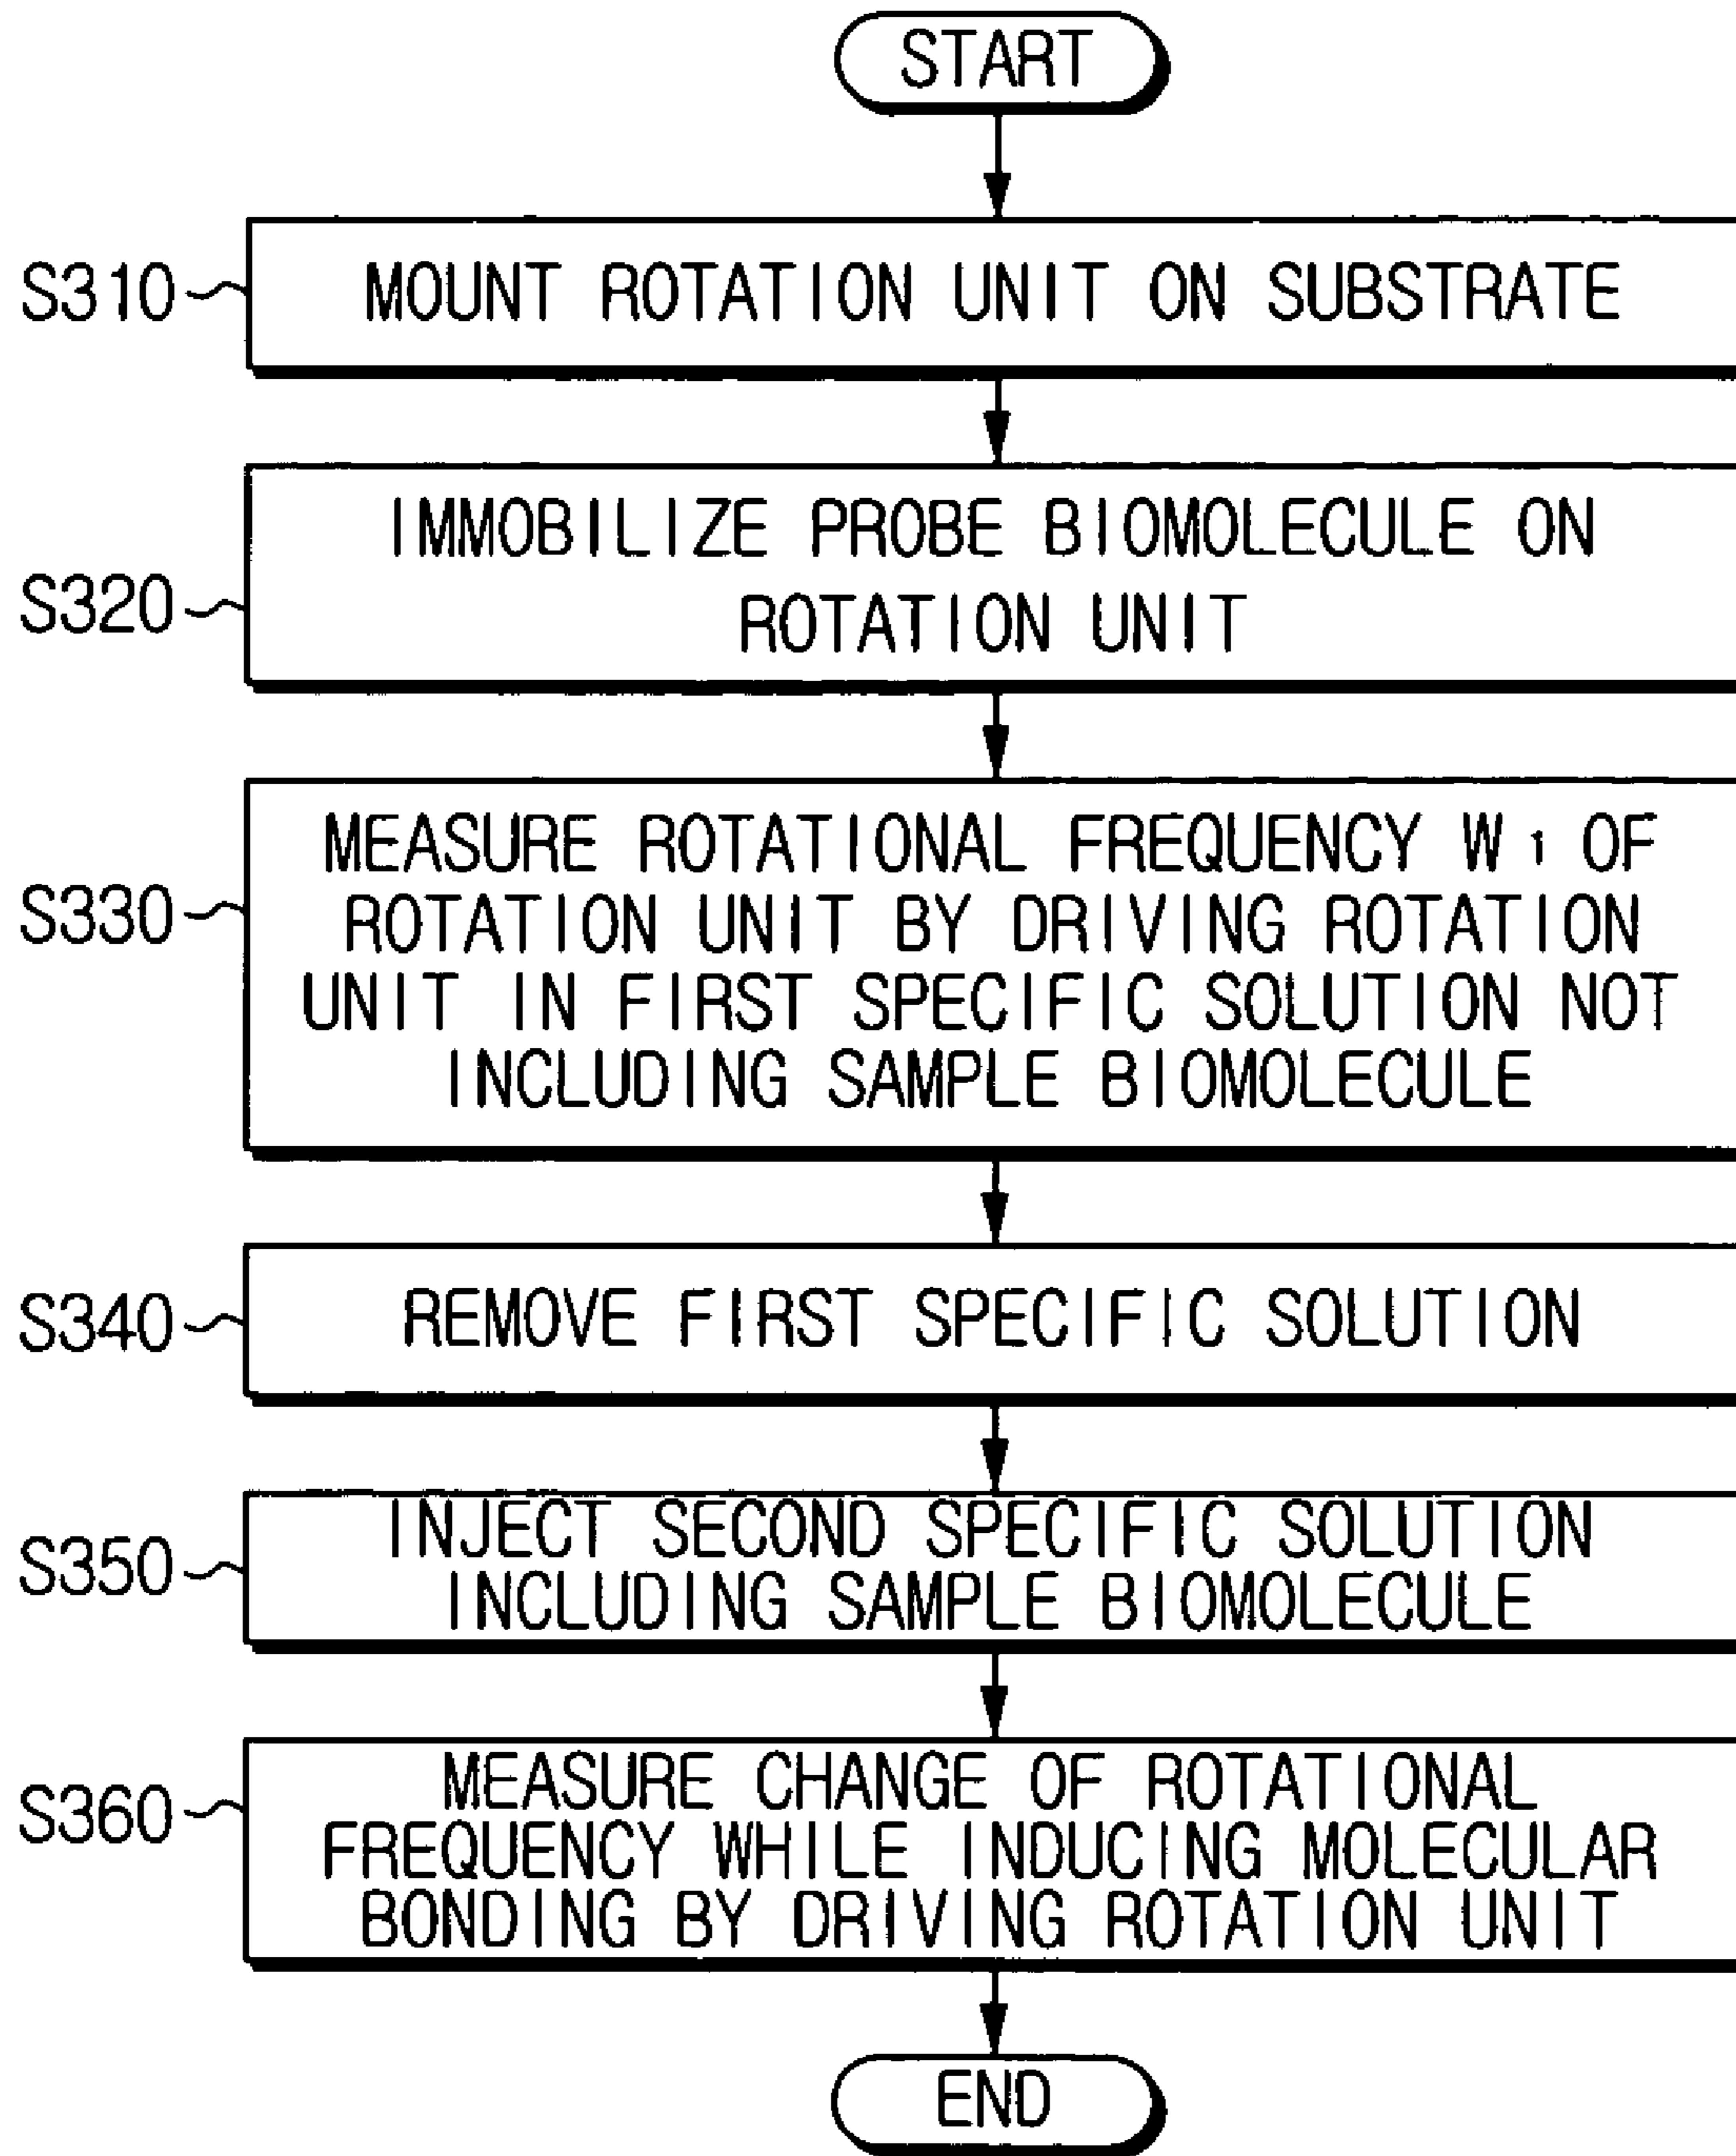 START
S310
MOUNT ROTATION UNIT ON SUBSTRATE
S320
IMMOBILIZE PROBE BIOMOLECULE ON
ROTATION UNIT
S330
MEASURE ROTATIONAL FREQUENCY W₁ OF
ROTATION UNIT BY DRIVING ROTATION
UNIT IN FIRST SPECIFIC SOLUTION NOT
INCLUDING SAMPLE BIOMOLECULE
S340
REMOVE FIRST SPECIFIC SOLUTION
S350
INJECT SECOND SPECIFIC SOLUTION
INCLUDING SAMPLE BIOMOLECULE
S360
MEASURE CHANGE OF ROTATIONAL
FREQUENCY WHILE INDUCING MOLECULAR
BONDING BY DRIVING ROTATION UNIT
END